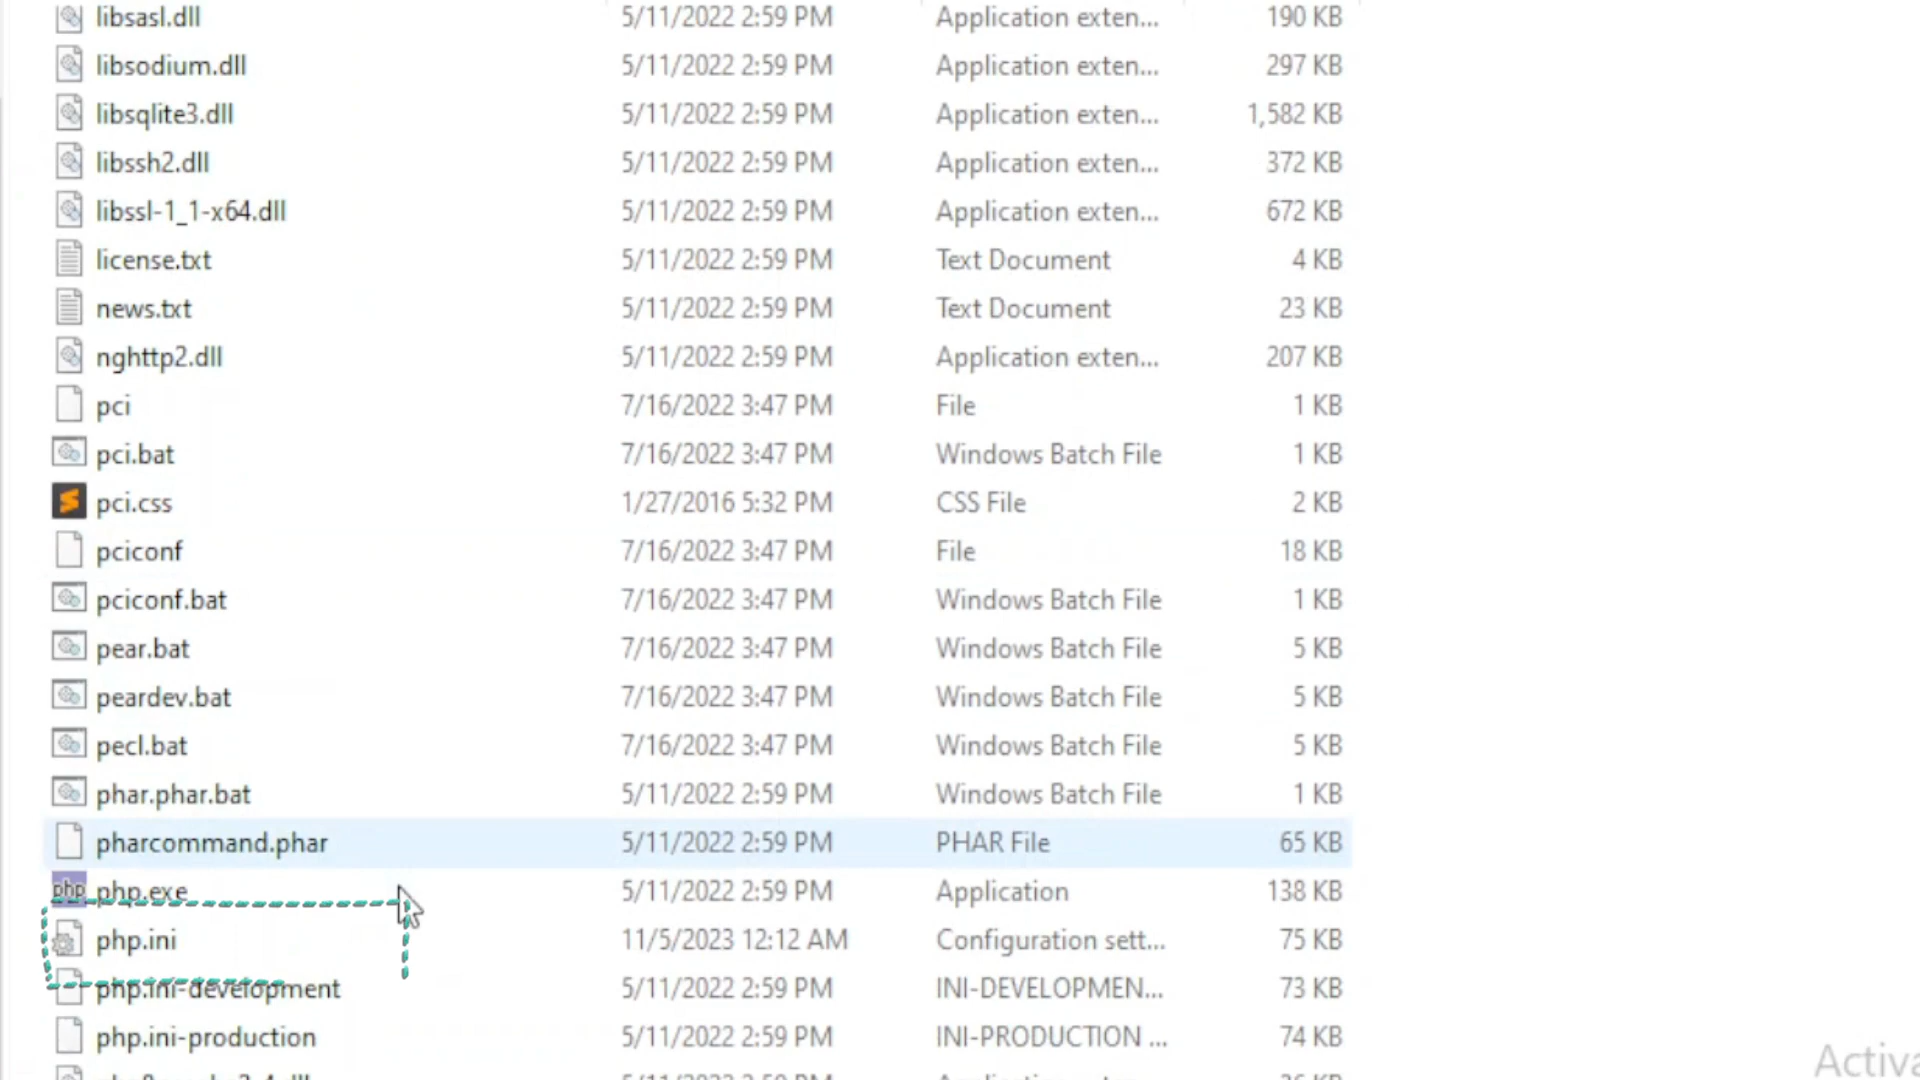 libsasl.dll 5/11/2022 2:59 PM Application exten... 190 KB
libsodium.dll 5/11/2022 2:59 PM Application exten... 297 KB
libsqlite3.dll 5/11/2022 2:59 PM Application exten... 1,582 KB
libssh2.dll 5/11/2022 2:59 PM Application exten... 372 KB
libssl-1_1-x64.dll 5/11/2022 2:59 PM Application exten... 672 KB
license.txt 5/11/2022 2:59 PM Text Document 4 KB
news.txt 5/11/2022 2:59 PM Text Document 23 KB
nghttp2.dll 5/11/2022 2:59 PM Application exten... 207 KB
pci 7/16/2022 3:47 PM File 1 KB
pci.bat 7/16/2022 3:47 PM Windows Batch File 1 KB
pci.css 1/27/2016 5:32 PM CSS File 2 KB
pciconf 7/16/2022 3:47 PM File 18 KB
pciconf.bat 7/16/2022 3:47 PM Windows Batch File 1 KB
pear.bat 7/16/2022 3:47 PM Windows Batch File 5 KB
peardev.bat 7/16/2022 3:47 PM Windows Batch File 5 KB
pecl.bat 7/16/2022 3:47 PM Windows Batch File 5 KB
phar.phar.bat 5/11/2022 2:59 PM Windows Batch File 1 KB
pharcommand.phar 5/11/2022 2:59 PM PHAR File 65 KB
php php.exe 5/11/2022 2:59 PM Application 138 KB
php.ini 11/5/2023 12:12 AM Configuration sett... 75 KB
php.ini-development 5/11/2022 2:59 PM INI-DEVELOPMEN... 73 KB
php.ini-production 5/11/2022 2:59 PM INI-PRODUCTION ... 74 KB
Activa